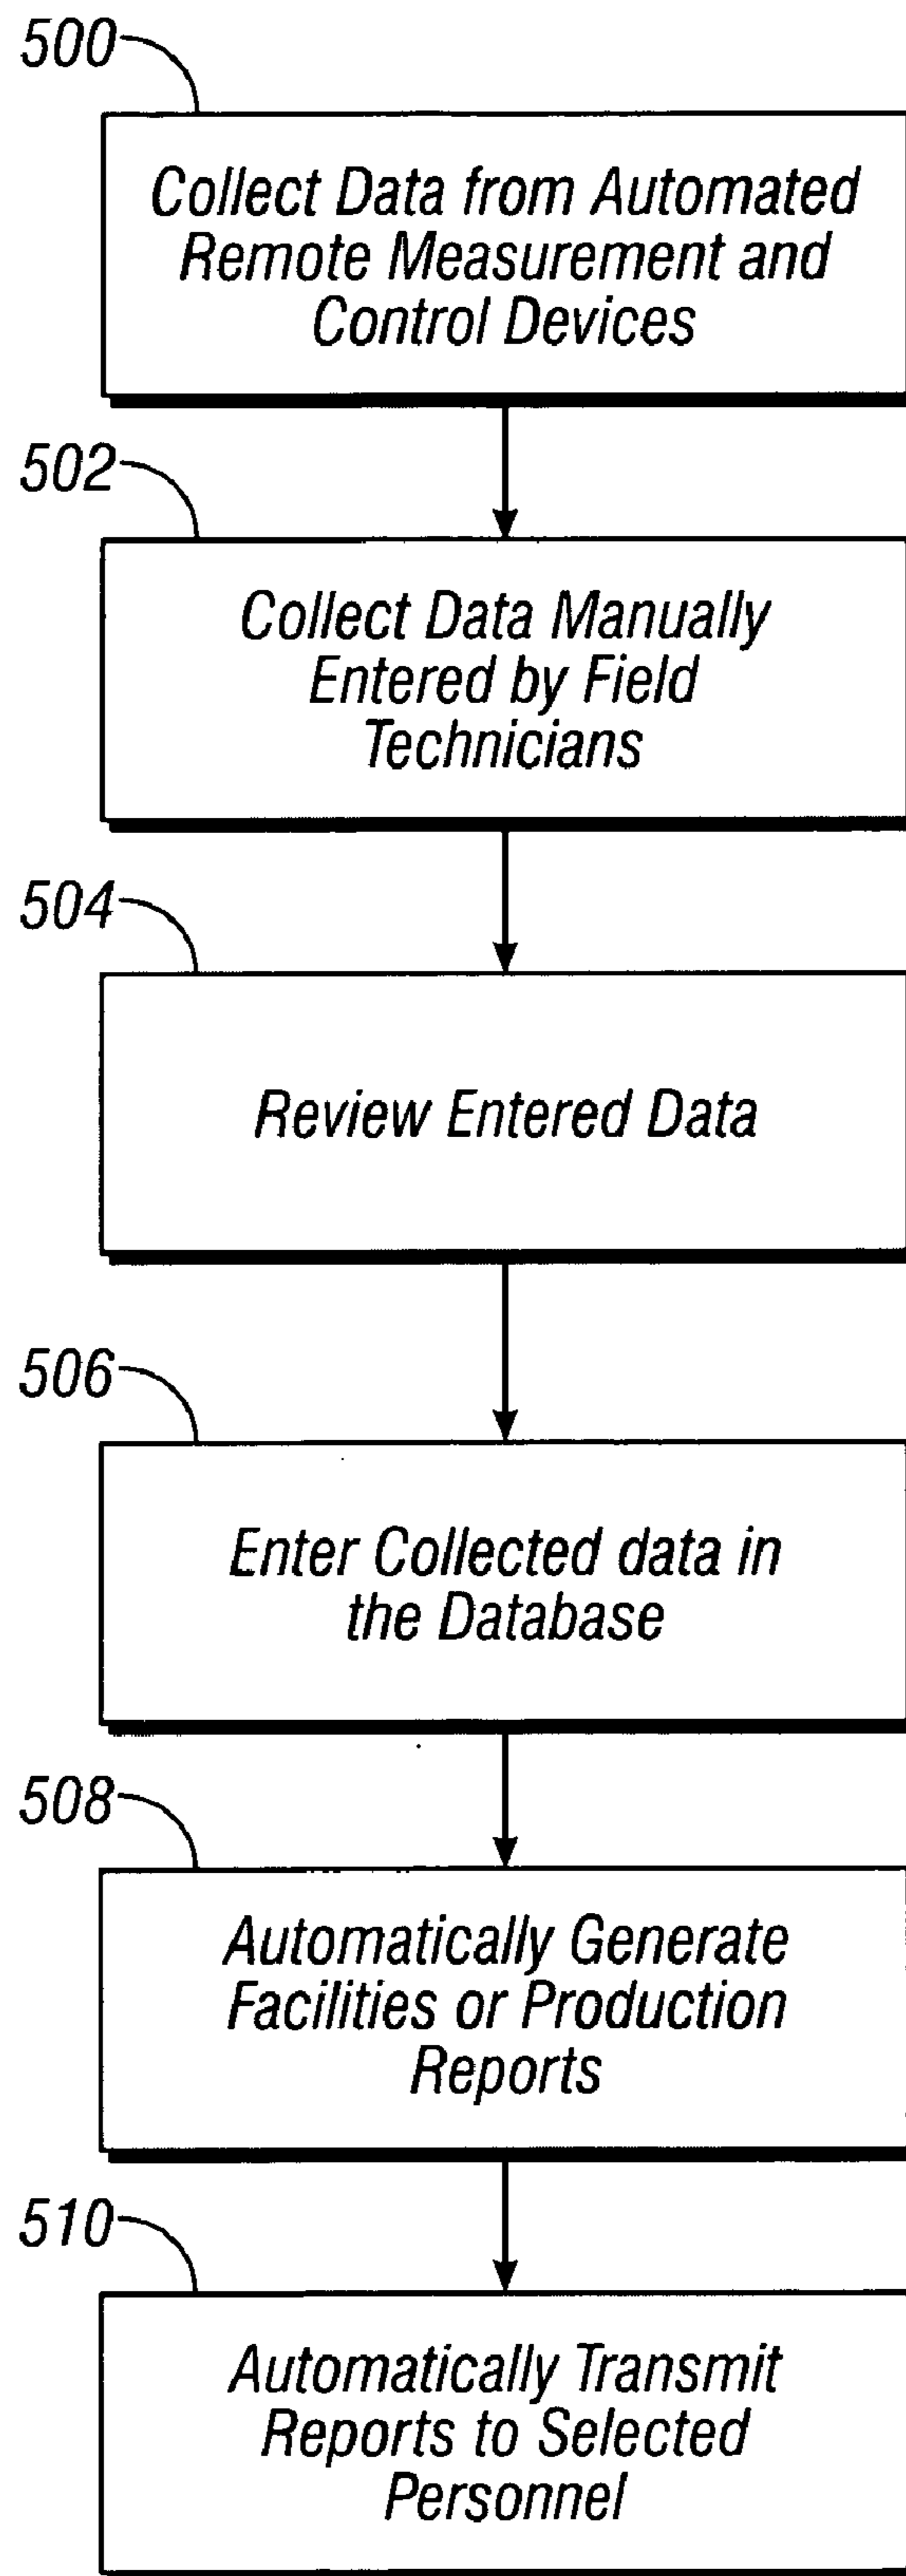 500
Collect Data from Automated
Remote Measurement and
Control Devices
502
Collect Data Manually
Entered by Field
Technicians
504
Review Entered Data
506
Enter Collected data in
the Database
508
Automatically Generate
Facilities or Production
Reports
510
Automatically Transmit
Reports to Selected
Personnel